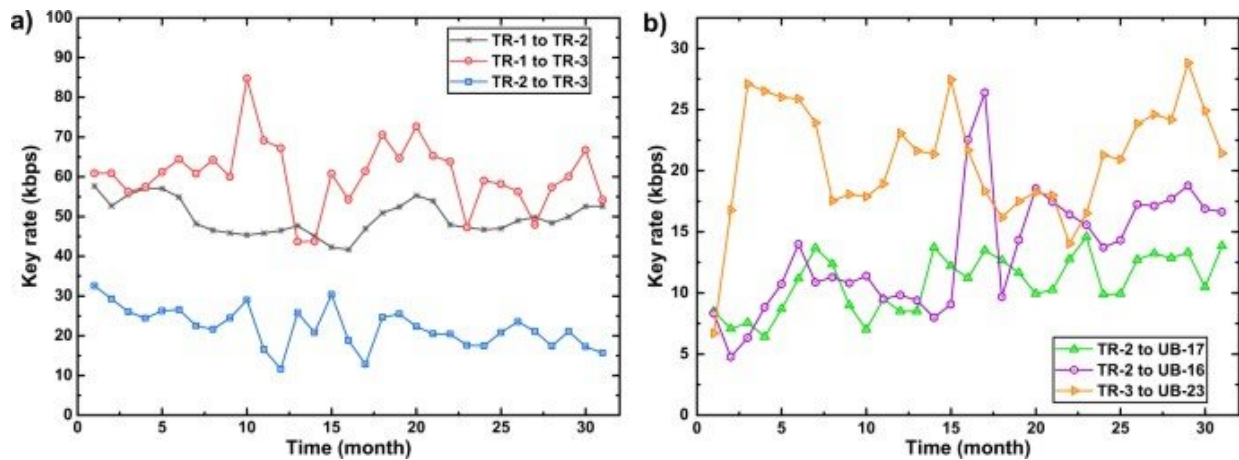 a)
Key rate (kbps)
100
90
80
70
60
50
40
30
20
10
0
TR-1 to TR-2
TR-1 to TR-3
TR-2 to TR-3
0 5 10 15 20 25 30
Time (month)
b)
Key rate (kbps)
30
25
20
15
10
5
0
TR-2 to UB-17
TR-2 to UB-16
TR-3 to UB-23
0 5 10 15 20 25 30
Time (month)